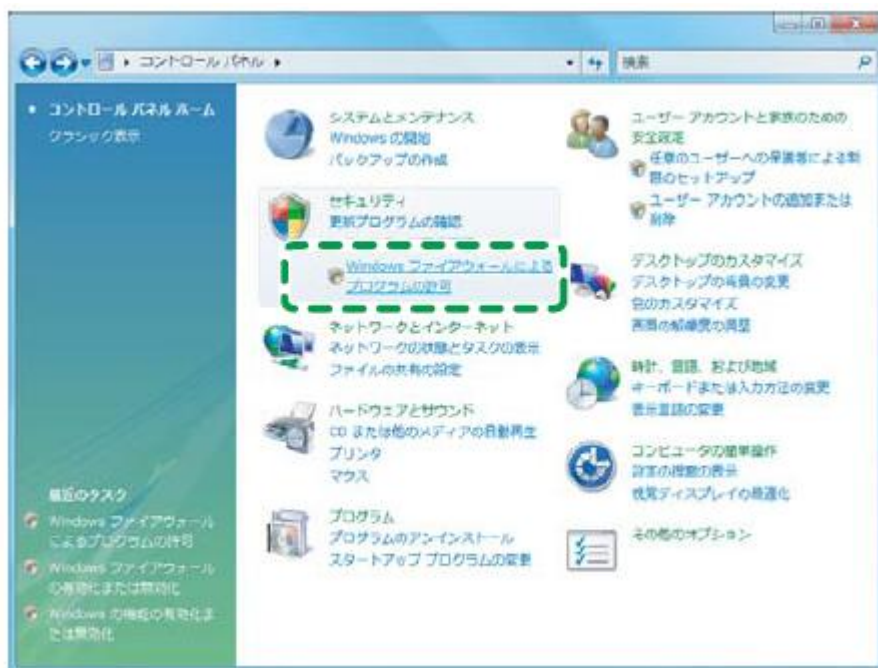 コントロール パネル
検索
コントロール パネル ホーム
クラシック表示
システムとメンテナンス
Windows の開始
バックアップの作成
セキュリティ
更新プログラムの確認
Windows ファイアウォールによる
プログラムの許可
ネットワークとインターネット
ネットワークの状態とタスクの表示
ファイルの共有の設定
ハードウェアとサウンド
CD または他のメディアの自動再生
プリンタ
マウス
プログラム
プログラムのアンインストール
スタートアップ プログラムの変更
ユーザー アカウントと家族のための
安全設定
任意のユーザーへの保護者による制
限のセットアップ
ユーザー アカウントの追加または
削除
デスクトップのカスタマイズ
デスクトップの背景の変更
色のカスタマイズ
画面の解像度の調整
時計、言語、および地域
キーボードまたは入力方法の変更
表示言語の変更
コンピュータの簡単操作
設定の提案の表示
視覚ディスプレイの最適化
その他のオプション
最近のタスク
Windows ファイアウォール
によるプログラムの許可
Windows ファイアウォール
の有効化または無効化
Windows の機能の有効化ま
たは無効化